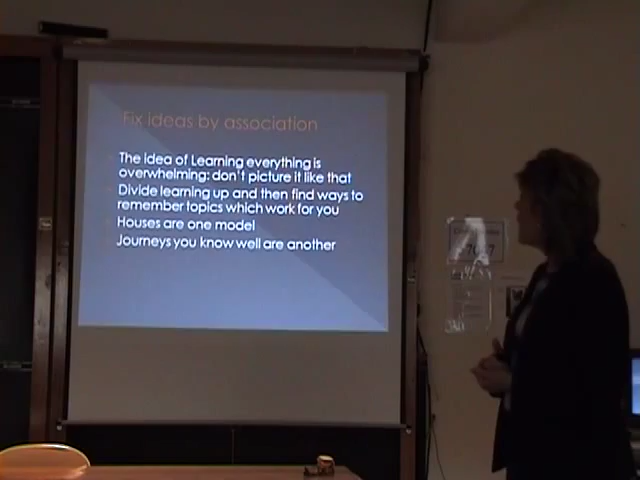 Fix ideas by association
The idea of Learning everything is
overwhelming: don't picture it like that
Divide learning up and then find ways to
remember topics which work for you
Houses are one model
Journeys you know well are another